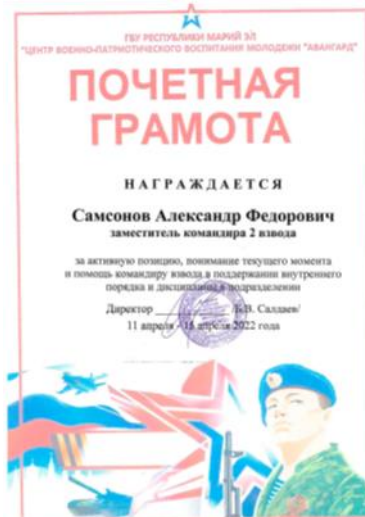 ГБУ РЕСПУБЛИКИ МАРИЙ ЭЛ
"ЦЕНТР ВОЕННО-ПАТРИОТИЧЕСКОГО ВОСПИТАНИЯ МОЛОДЕЖИ "АВАНГАРД"
ПОЧЕТНАЯ
ГРАМОТА
НАГРАЖДАЕТСЯ
Самсонов Александр Федорович
заместитель командира 2 взвода
за активную позицию, понимание текущего момента
и помощь командиру взвода в поддержании внутреннего
порядка и дисциплины в подразделении
Директор /В. Салдаев/
11 апреля - 15 апреля 2022 года